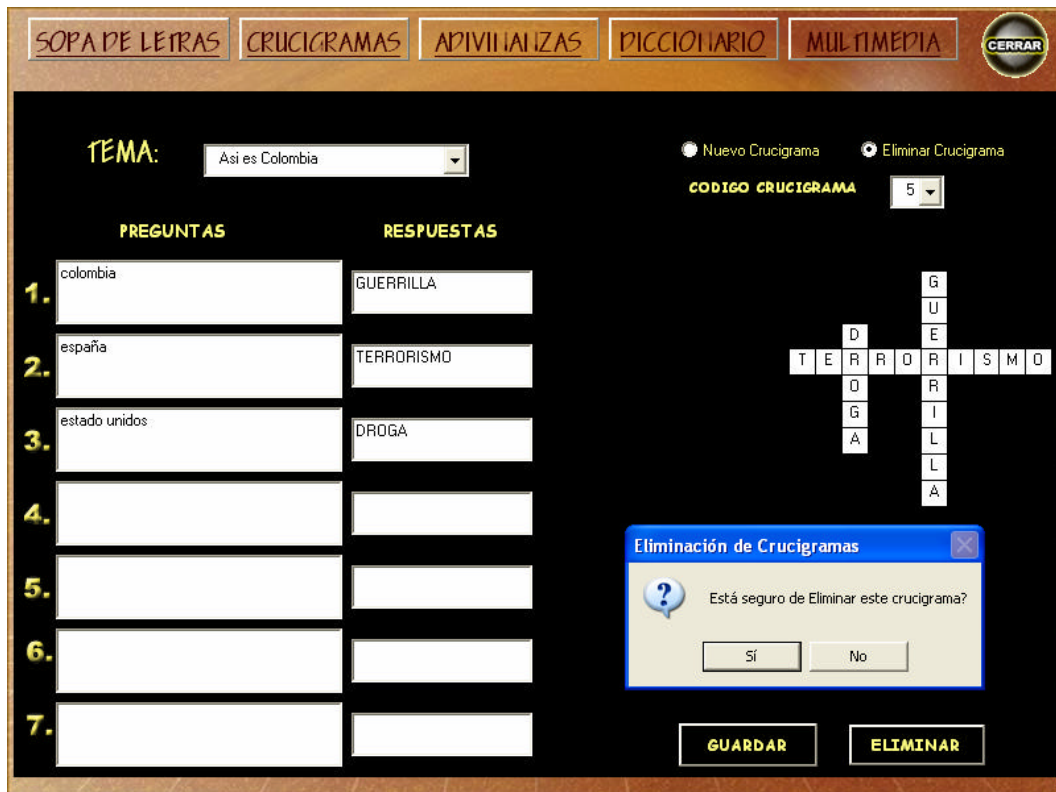 SOPA DE LETRAS CRUCIGRAMAS ADIVINANZAS DICCIONARIO MULTIMEDIA CERRAR
TEMA: Asi es Colombia
Nuevo Crucigrama Eliminar Crucigrama
CODIGO CRUCIGRAMA 5
PREGUNTAS RESPUESTAS
1. colombia GUERRILLA
2. españa TERRORISMO
3. estado unidos DROGA
4.
5.
6.
7.
G
U
D E
T E R R O R I S M O
O R
G I
A L
L
A
Eliminación de Crucigramas
Está seguro de Eliminar este crucigrama?
Sí No
GUARDAR ELIMINAR